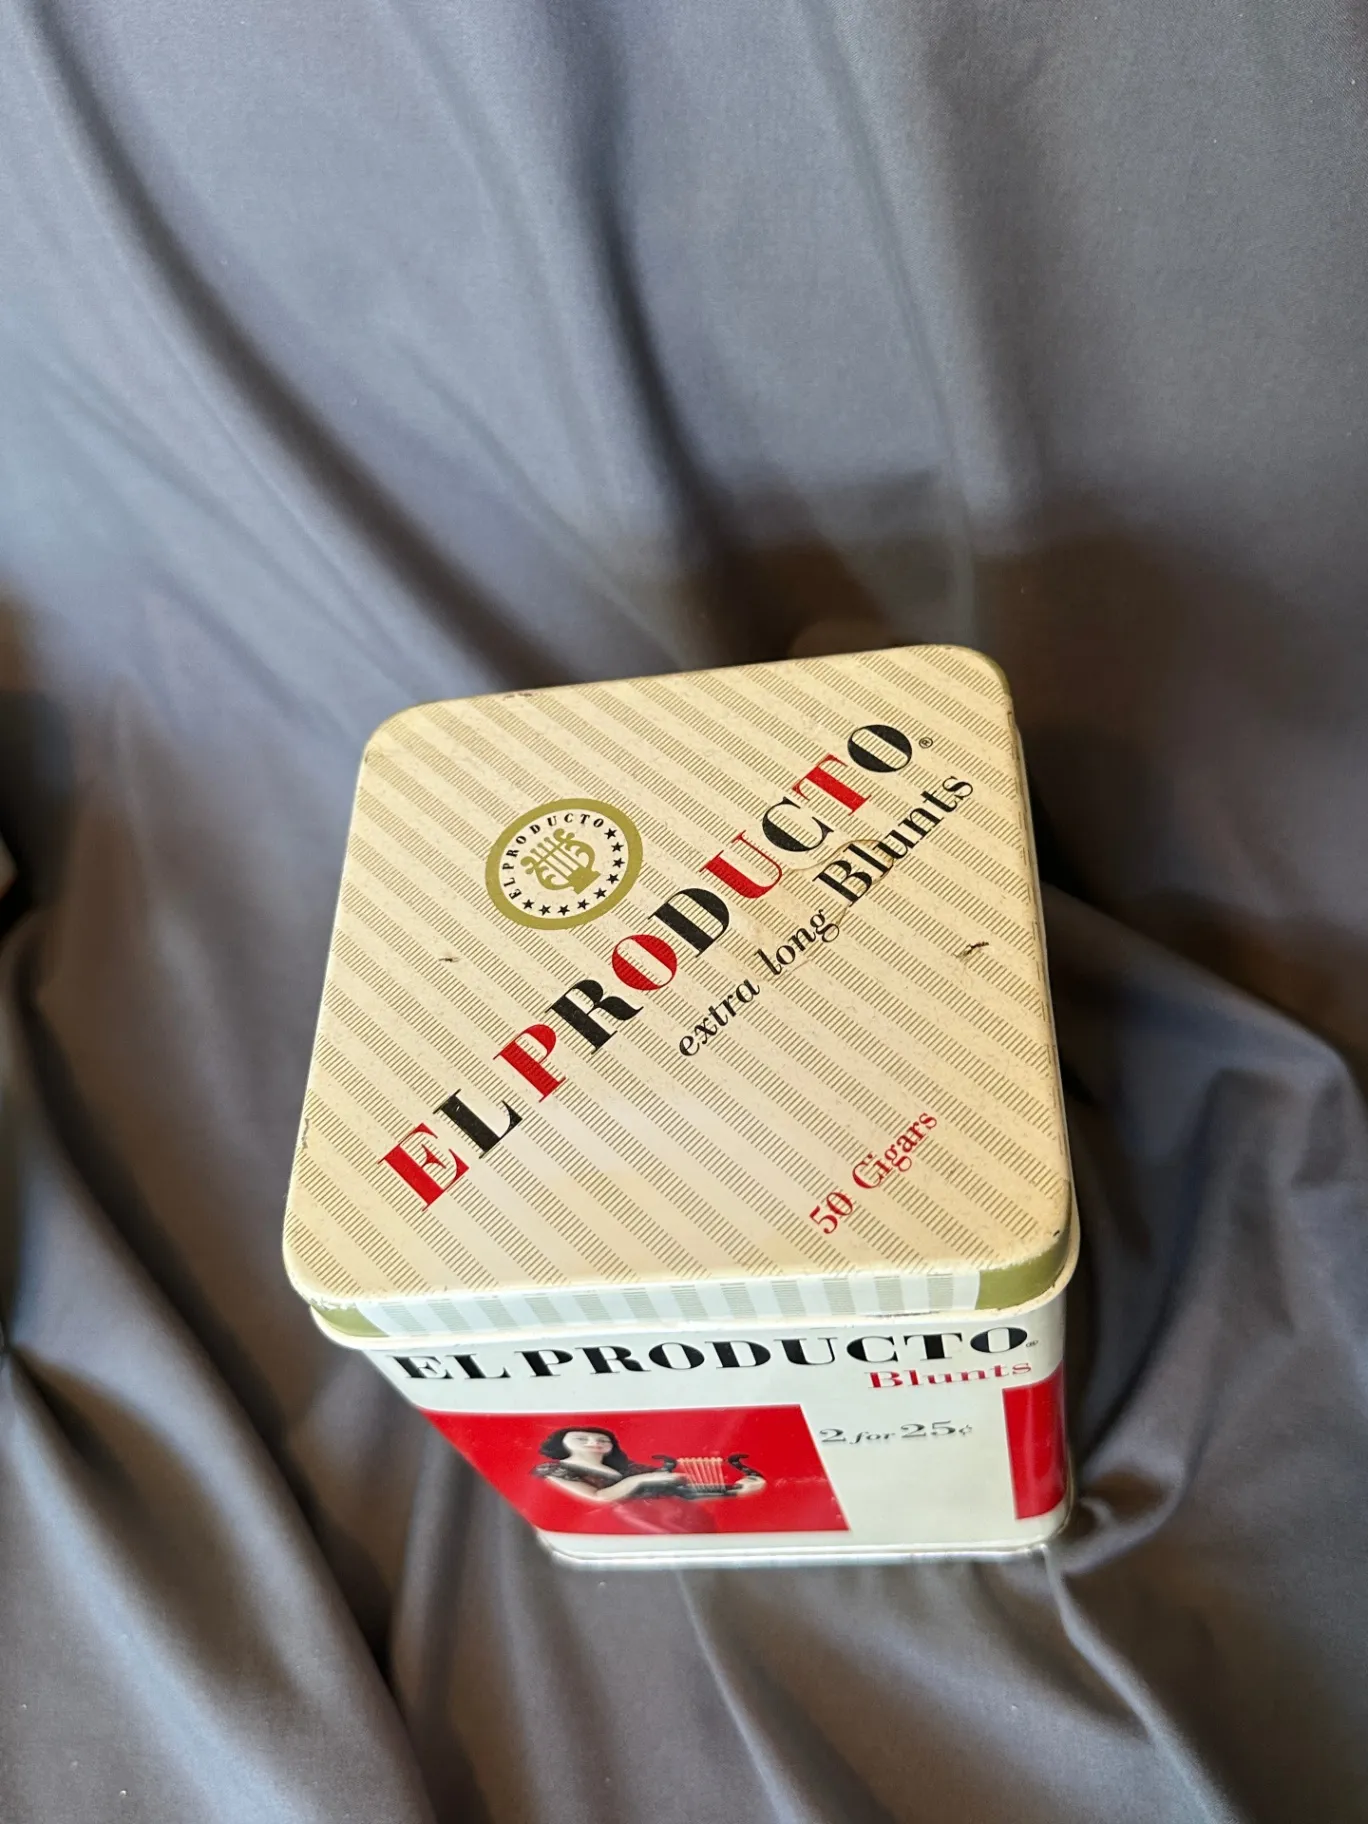 EL PRODUCTO
EL PRODUCTO®
extra long Blunts
50 Cigars
EL PRODUCTO®
Blunts
2 for 25¢